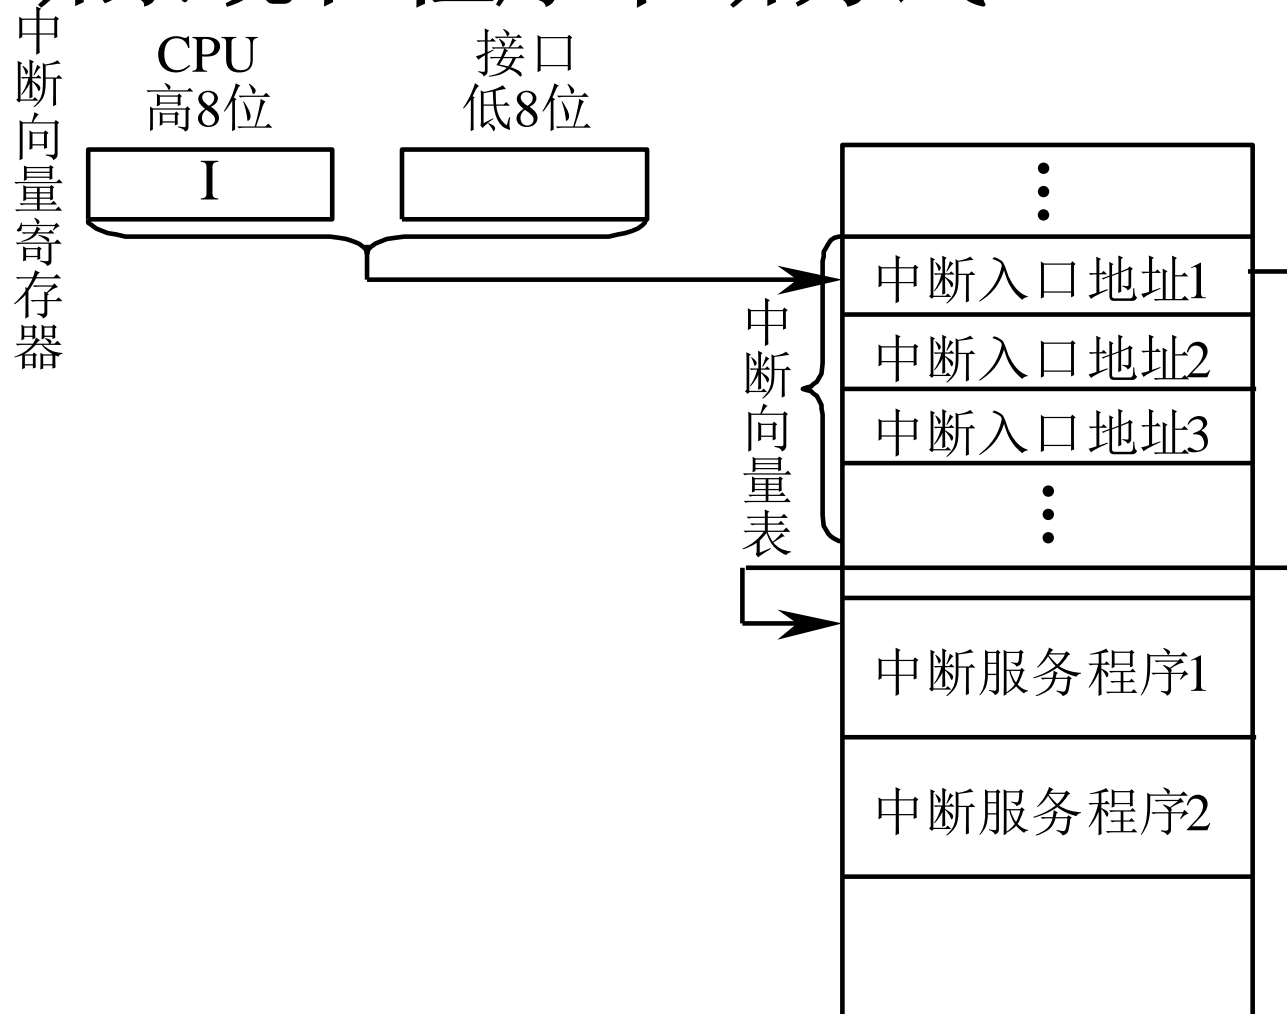 中断向量寄存器
CPU
高8位
接口
低8位
I
中断入口地址1
中断入口地址2
中断入口地址3
中断向量表
中断服务程序1
中断服务程序2